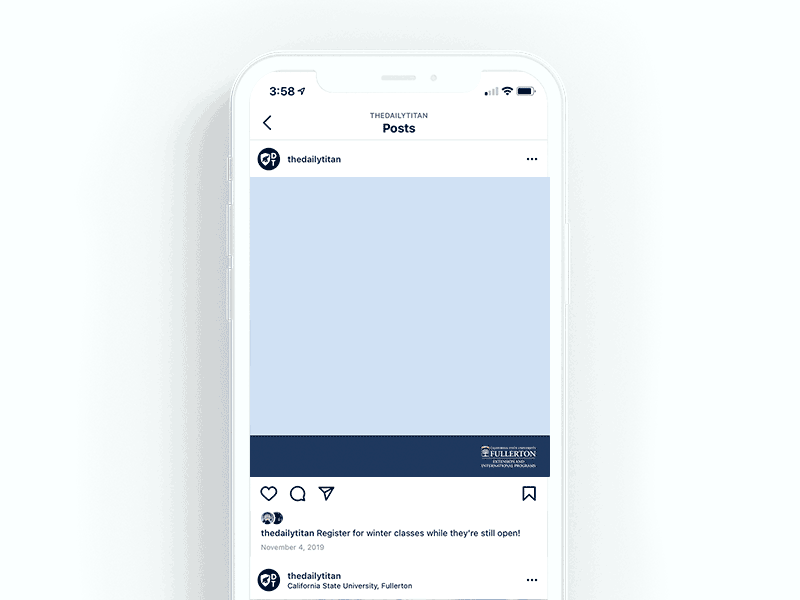 3:58
THEDAILYTITAN
Posts
D
T
thedailytitan
CALIFORNIA STATE UNIVERSITY
FULLERTON
EXTENSION AND
INTERNATIONAL PROGRAMS
thedailytitan Register for winter classes while they're still open!
November 4, 2019
D
T
thedailytitan
California State University, Fullerton